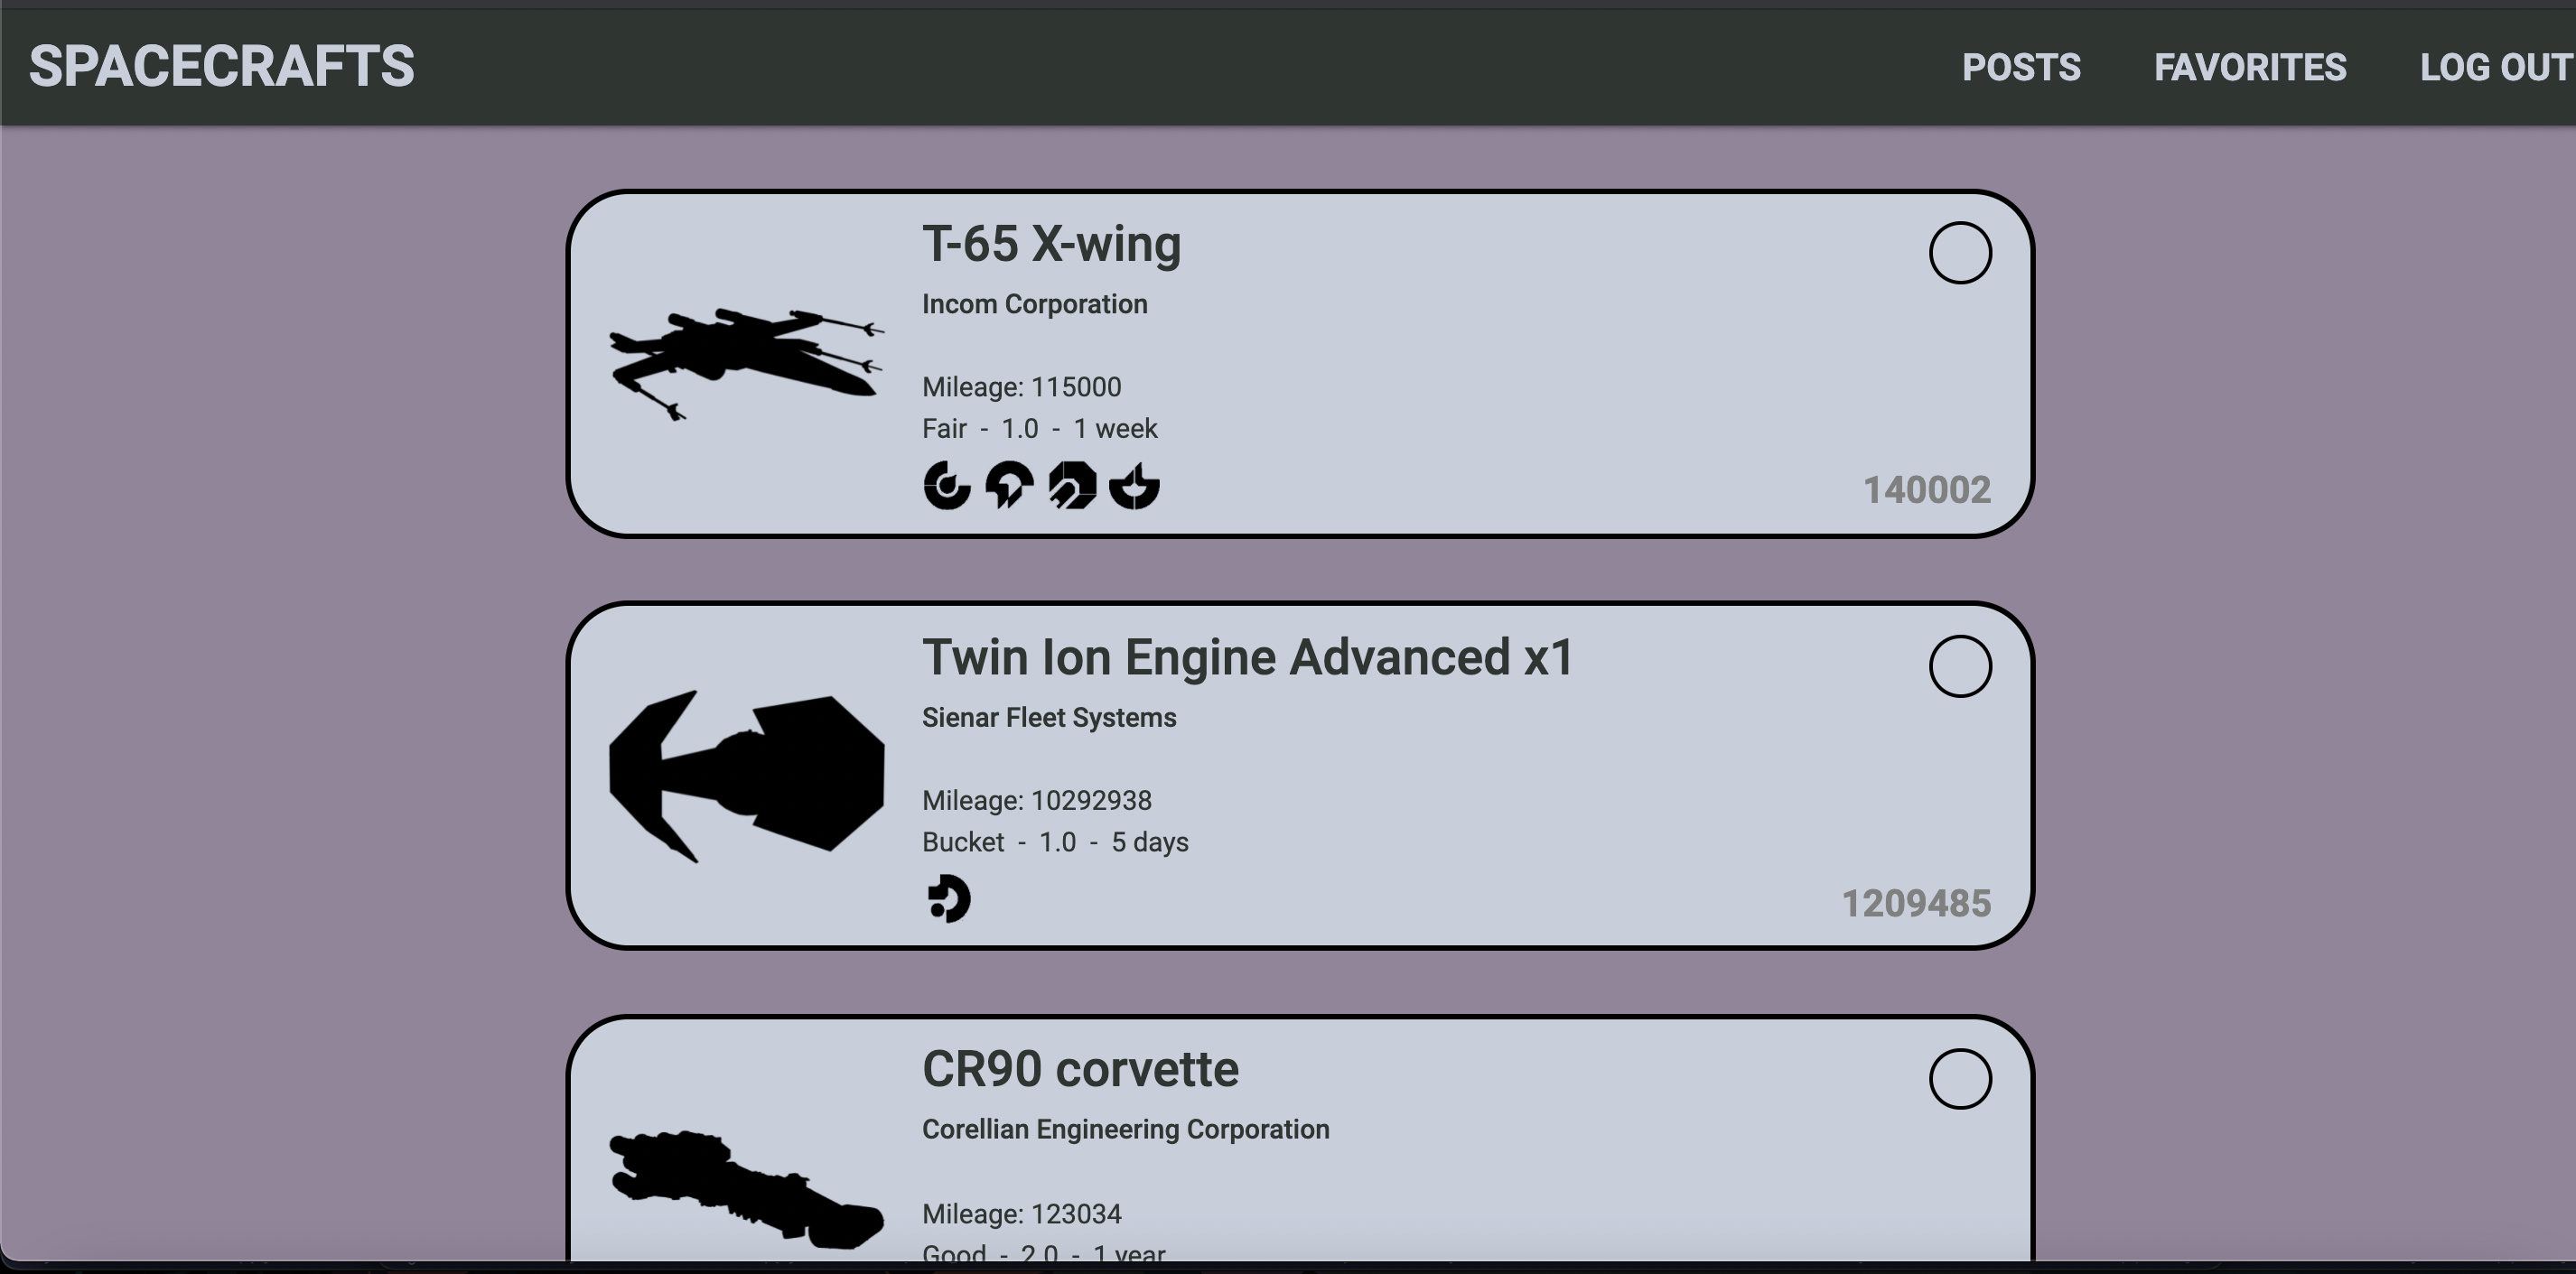 SPACECRAFTS
POSTS FAVORITES LOG OUT
T-65 X-wing
Incom Corporation
Mileage: 115000
Fair - 1.0 - 1 week
140002
Twin Ion Engine Advanced x1
Sienar Fleet Systems
Mileage: 10292938
Bucket - 1.0 - 5 days
1209485
CR90 corvette
Corellian Engineering Corporation
Mileage: 123034
Good - 2.0 - 1 year